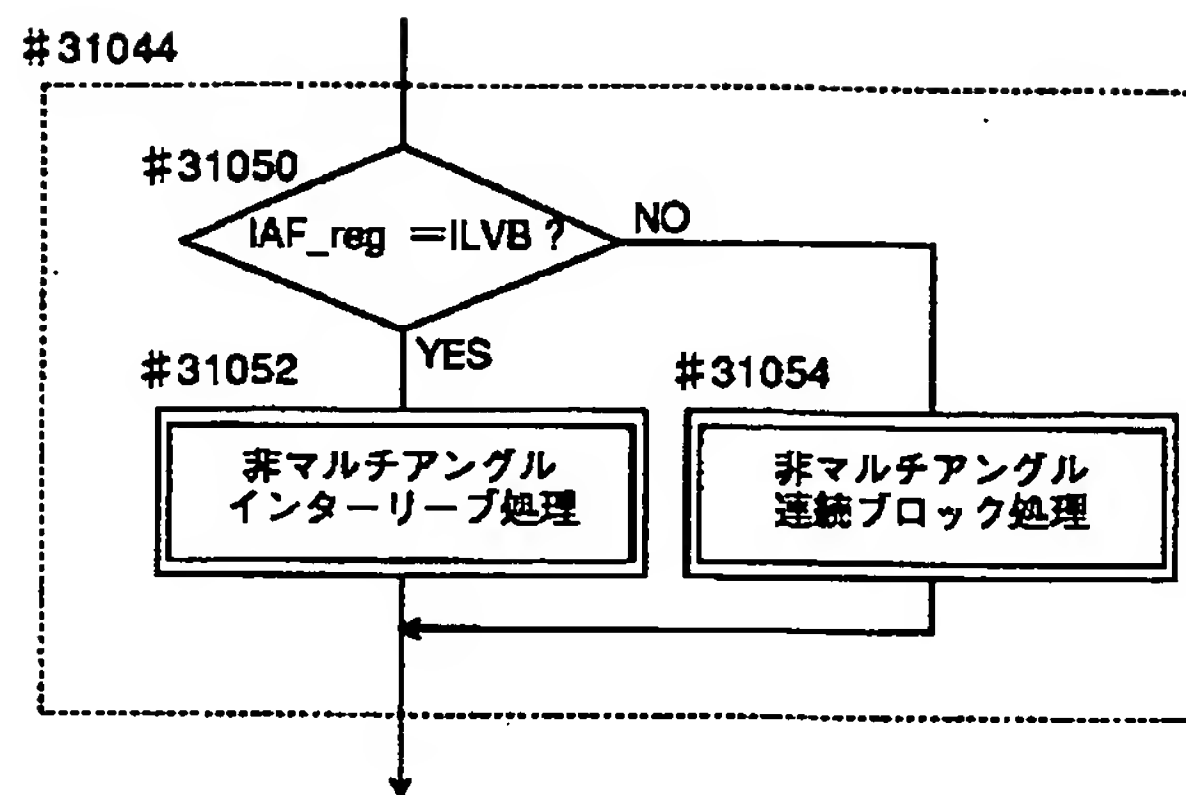 #31044
#31050
IAF_reg =ILVB ?
NO
YES
#31052
#31054
非マルチアングル
インターリーブ処理
非マルチアングル
連続ブロック処理